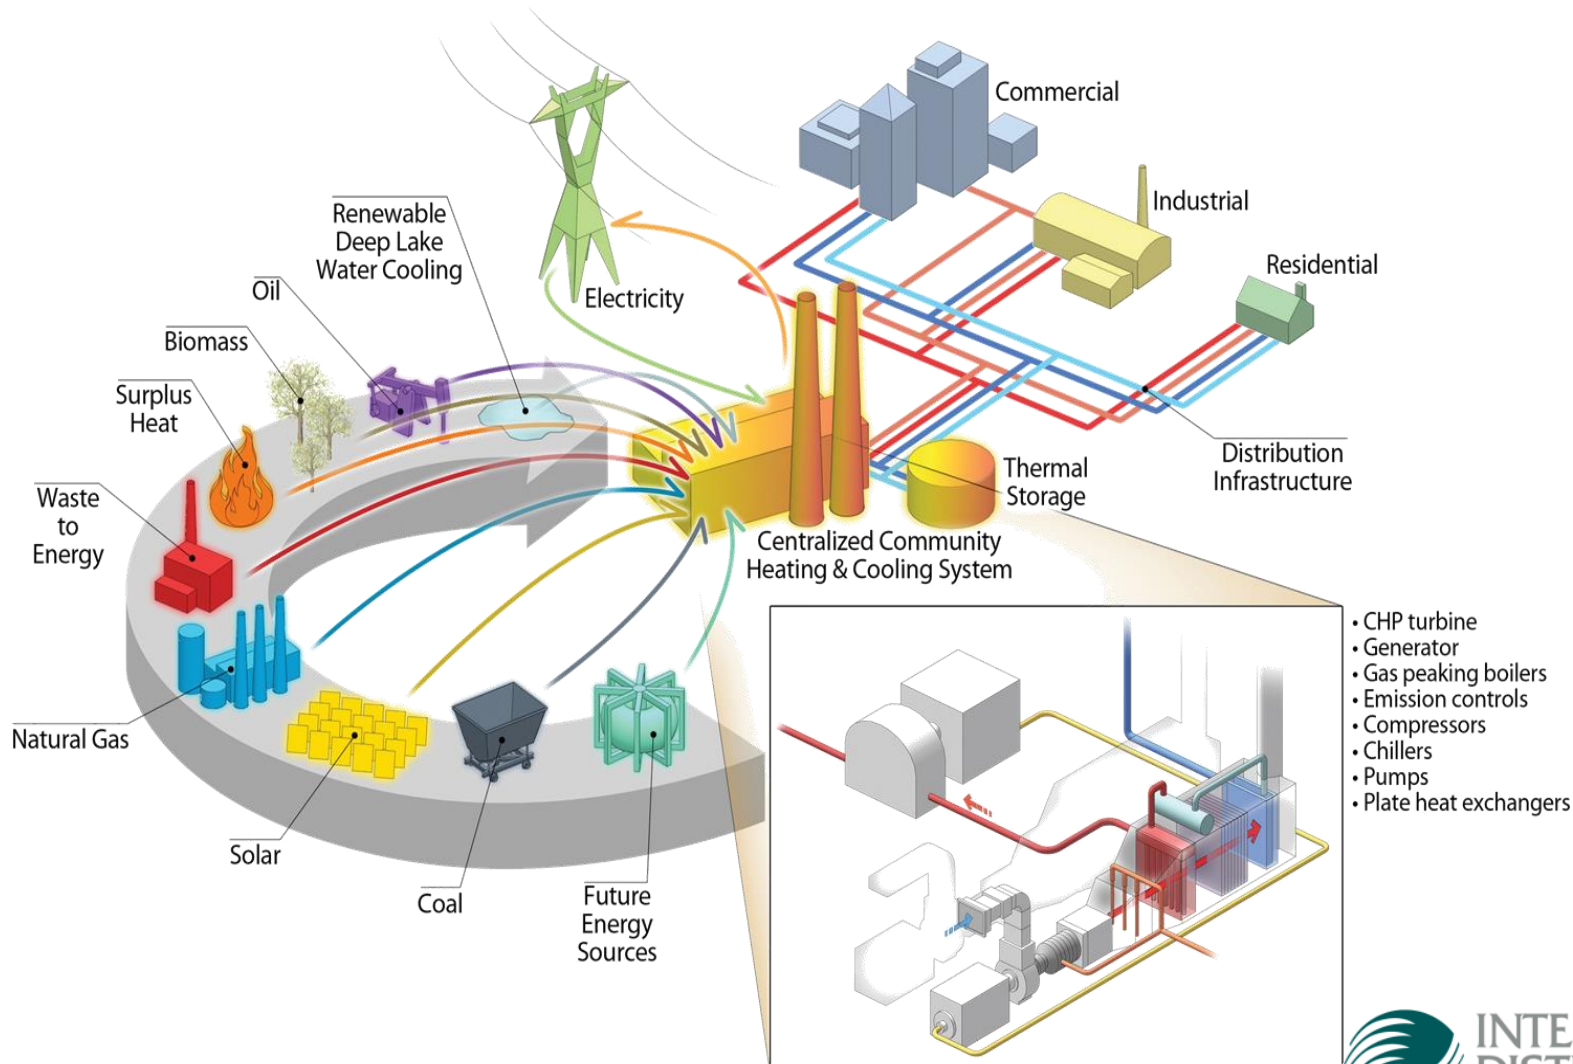 Commercial
Industrial
Residential
Renewable
Deep Lake
Water Cooling
Electricity
Oil
Biomass
Surplus
Heat
Waste
to
Energy
Natural Gas
Solar
Coal
Future
Energy
Sources
Centralized Community
Heating & Cooling System
Thermal
Storage
Distribution
Infrastructure
• CHP turbine
• Generator
• Gas peaking boilers
• Emission controls
• Compressors
• Chillers
• Pumps
• Plate heat exchangers
INTE